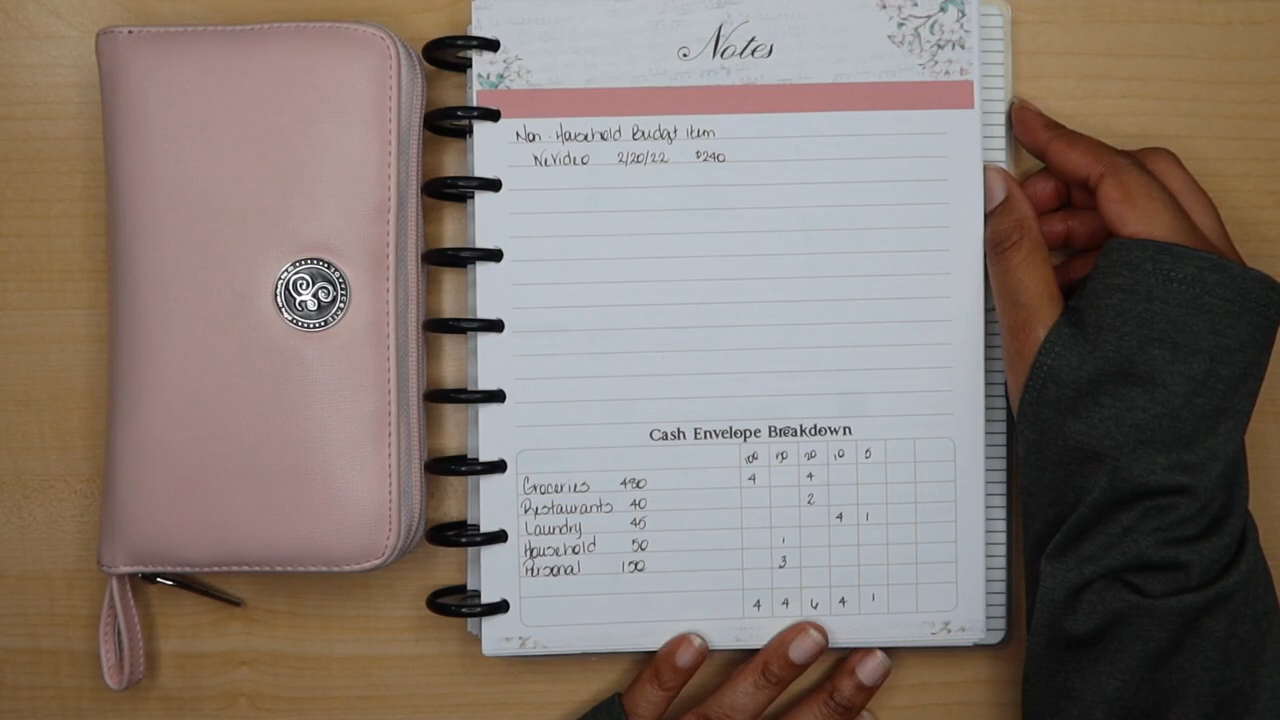 Notes
Non-Household Budget Item
2/20/22 $240
Cash Envelope Breakdown
100 50 20 10 5
Groceries 480 4 4
Restaurants 40 2
Laundry 45 4 1
Household 50 1
Personal 150 3
4 4 6 4 1